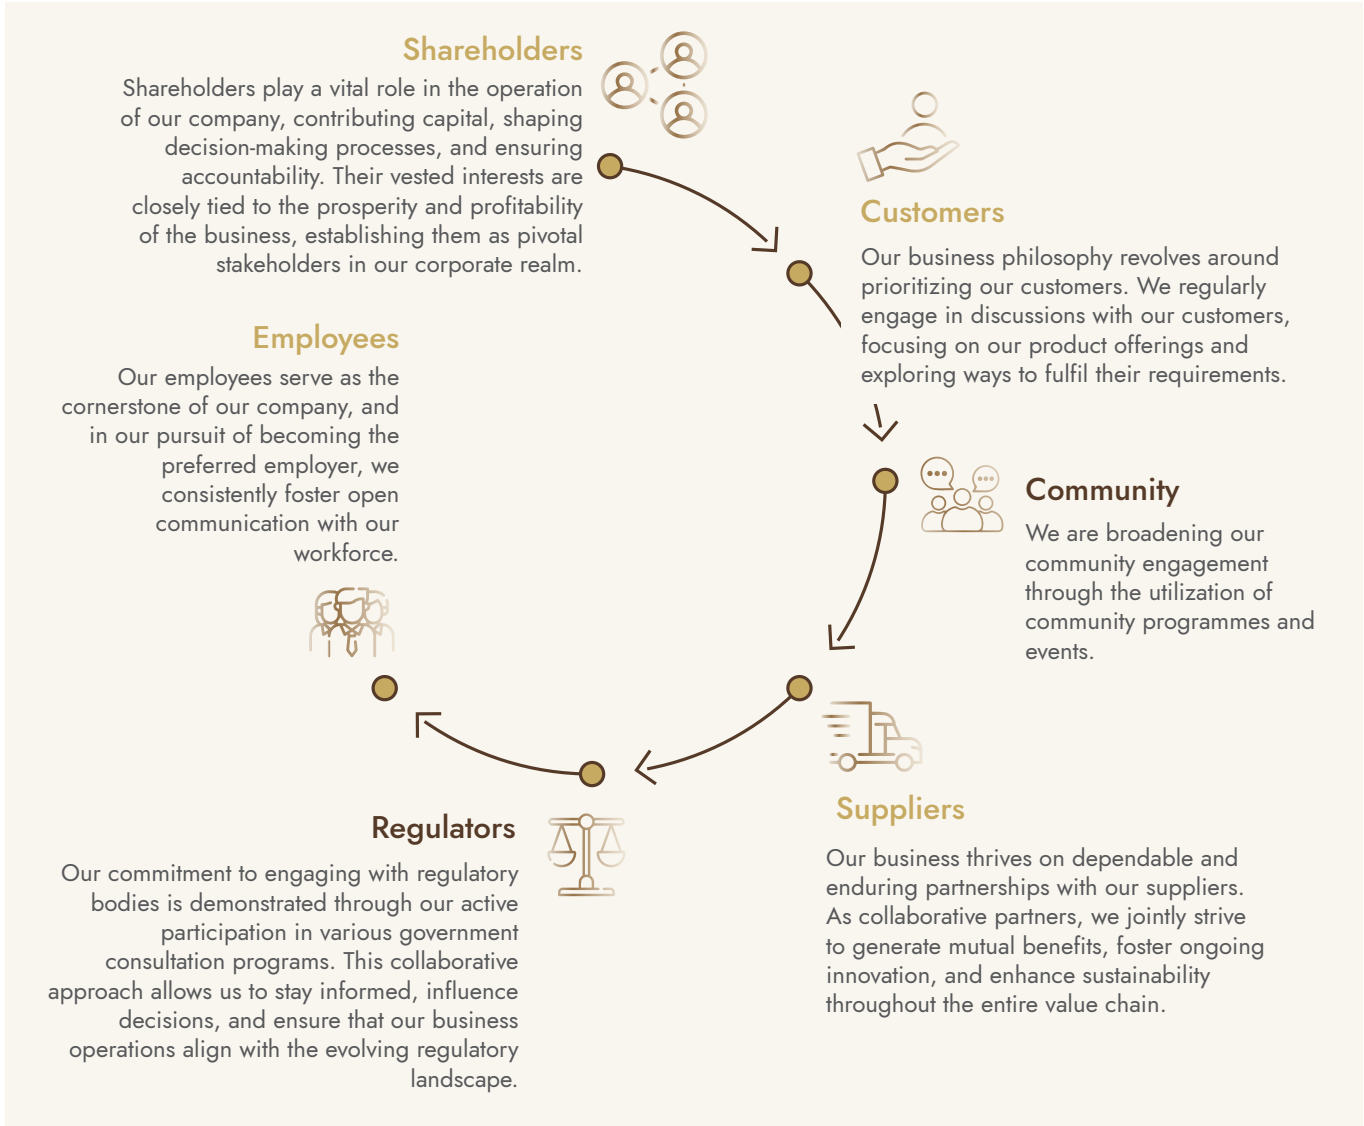 Shareholders
Shareholders play a vital role in the operation
of our company, contributing capital, shaping
decision-making processes, and ensuring
accountability. Their vested interests are
closely tied to the prosperity and profitability
of the business, establishing them as pivotal
stakeholders in our corporate realm.
Customers
Our business philosophy revolves around
prioritizing our customers. We regularly
engage in discussions with our customers,
focusing on our product offerings and
exploring ways to fulfil their requirements.
Community
We are broadening our
community engagement
through the utilization of
community programmes and
events.
Suppliers
Our business thrives on dependable and
enduring partnerships with our suppliers.
As collaborative partners, we jointly strive
to generate mutual benefits, foster ongoing
innovation, and enhance sustainability
throughout the entire value chain.
Regulators
Our commitment to engaging with regulatory
bodies is demonstrated through our active
participation in various government
consultation programs. This collaborative
approach allows us to stay informed, influence
decisions, and ensure that our business
operations align with the evolving regulatory
landscape.
Employees
Our employees serve as the
cornerstone of our company, and
in our pursuit of becoming the
preferred employer, we
consistently foster open
communication with our
workforce.